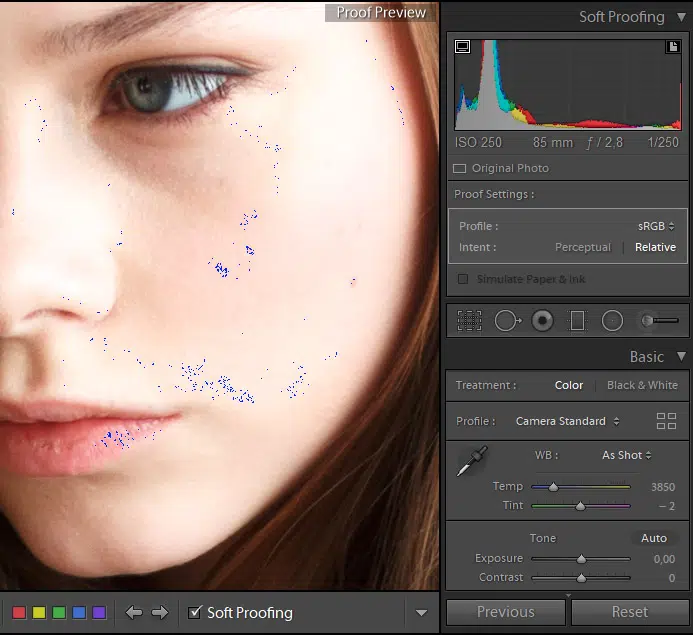 Proof Preview
Soft Proofing
ISO 250 85 mm ƒ / 2,8 1/250
Original Photo
Proof Settings :
Profile : sRGB
Intent : Perceptual Relative
Simulate Paper & Ink
Basic
Treatment : Color Black & White
Profile : Camera Standard
WB : As Shot
Temp 3850
Tint − 2
Tone Auto
Exposure 0,00
Contrast 0
Soft Proofing
Previous Reset